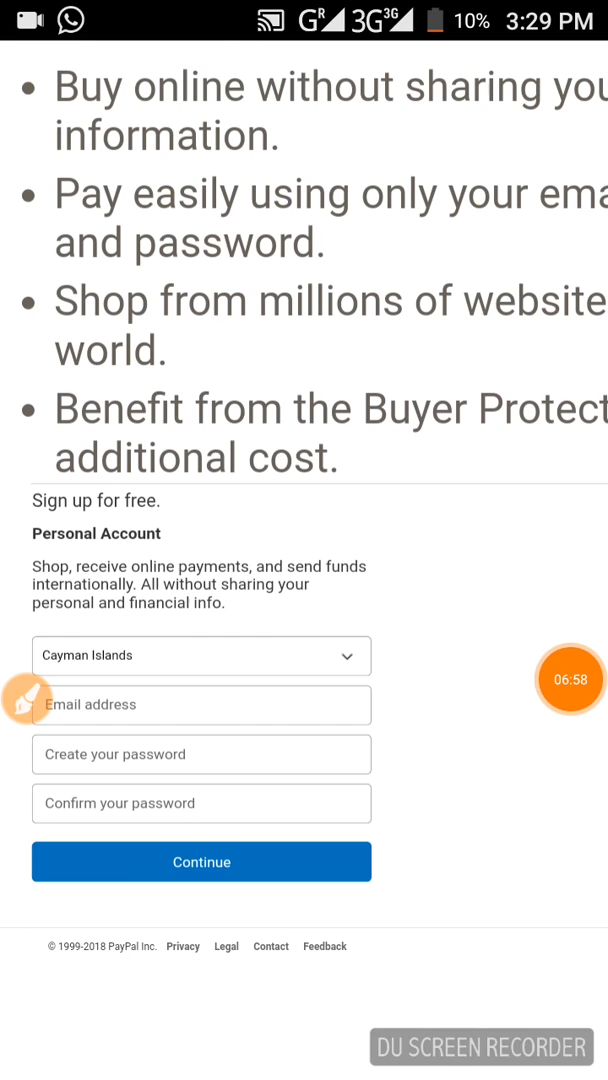 GR 3G3G 10% 3:29 PM
• Buy online without sharing you
information.
• Pay easily using only your ema
and password.
• Shop from millions of website
world.
• Benefit from the Buyer Protect
additional cost.
Sign up for free.
Personal Account
Shop, receive online payments, and send funds
internationally. All without sharing your
personal and financial info.
Cayman Islands
06:58
Email address
Create your password
Confirm your password
Continue
© 1999-2018 PayPal Inc. Privacy Legal Contact Feedback
DU SCREEN RECORDER